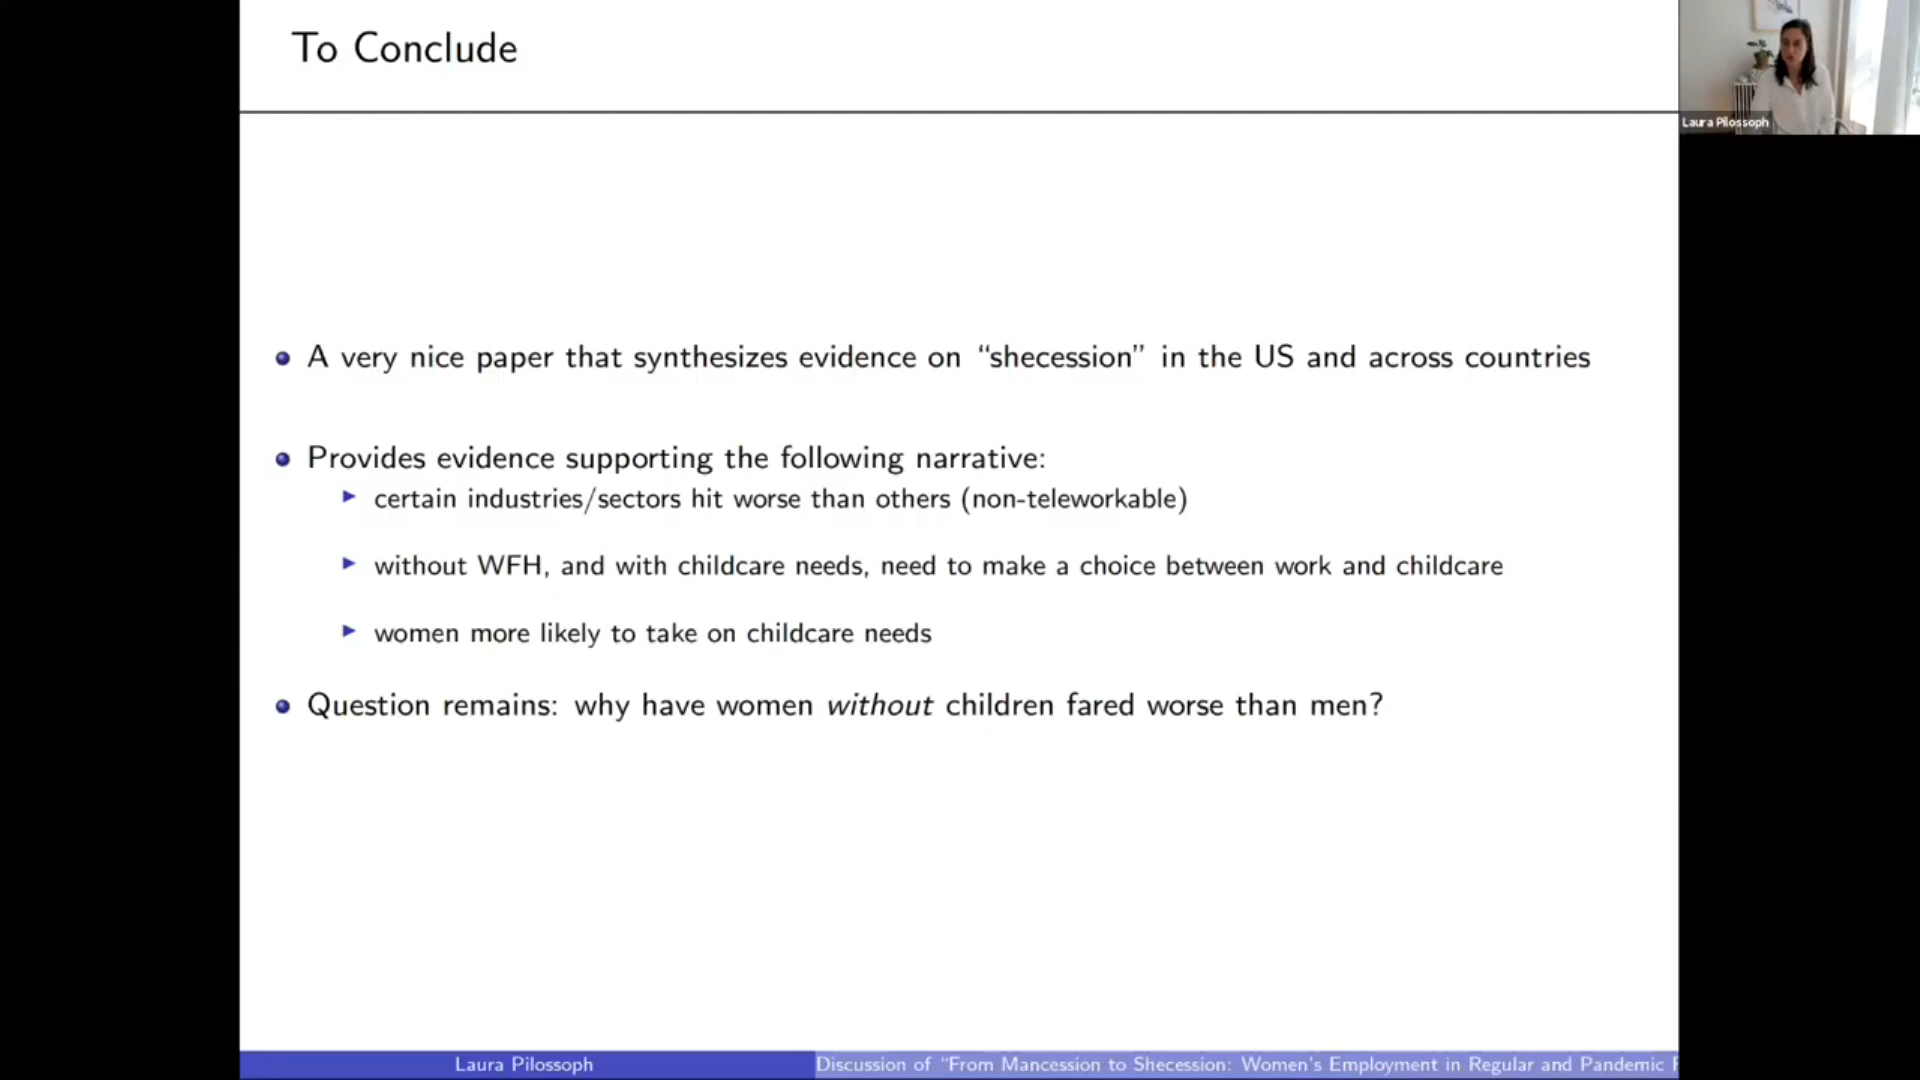 To Conclude
Laura Pilossoph
A very nice paper that synthesizes evidence on “shecession” in the US and across countries
Provides evidence supporting the following narrative:
certain industries/sectors hit worse than others (non-teleworkable)
without WFH, and with childcare needs, need to make a choice between work and childcare
women more likely to take on childcare needs
Question remains: why have women without children fared worse than men?
Laura Pilossoph
Discussion of “From Mancession to Shecession: Women's Employment in Regular and Pandemic